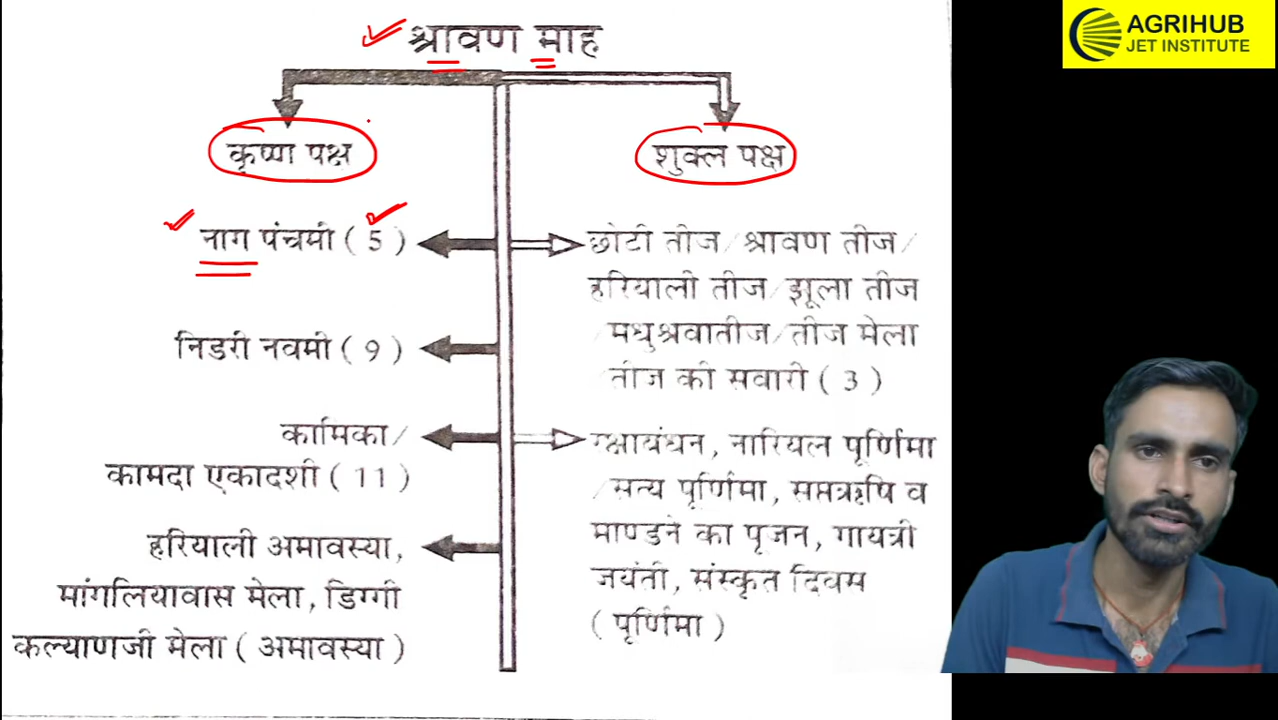 श्रावण माह
AGRIHUB
JET INSTITUTE
कृष्ण पक्ष
शुक्ल पक्ष
नाग पंचमी ( 5 )
निडरी नवमी ( 9 )
कामिका/
कामदा एकादशी ( 11 )
हरियाली अमावस्या,
मांगलियावास मेला, डिग्गी
कल्याणजी मेला ( अमावस्या )
छोटी तीज/श्रावण तीज/
हरियाली तीज/झूला तीज
/मधुश्रवातीज/तीज मेला
/तीज की सवारी ( 3 )
रक्षाबंधन, नारियल पूर्णिमा
/सत्य पूर्णिमा, सप्तऋषि व
माण्डने का पूजन, गायत्री
जयंती, संस्कृत दिवस
( पूर्णिमा )